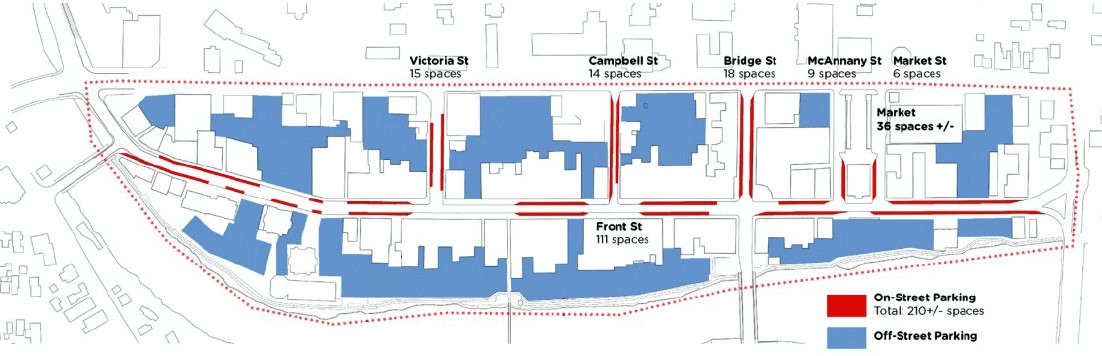 Victoria St
15 spaces
Campbell St
14 spaces
Bridge St
18 spaces
McAnnany St
9 spaces
Market St
6 spaces
Market
36 spaces +/-
Front St
111 spaces
On-Street Parking
Total: 210+/- spaces
Off-Street Parking